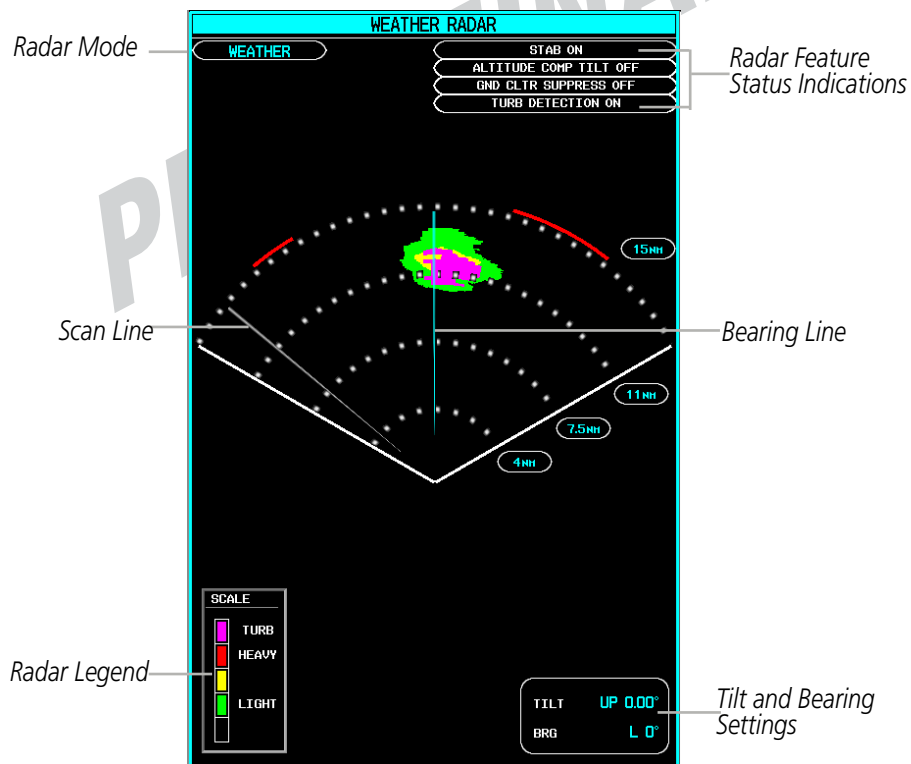 WEATHER RADAR
Radar Mode
WEATHER
STAB ON
ALTITUDE COMP TILT OFF
GND CLTR SUPPRESS OFF
TURB DETECTION ON
Radar Feature
Status Indications
15NM
Scan Line
Bearing Line
11NM
7.5NM
4NM
SCALE
TURB
HEAVY
LIGHT
Radar Legend
TILT UP 0.00°
BRG L 0°
Tilt and Bearing
Settings